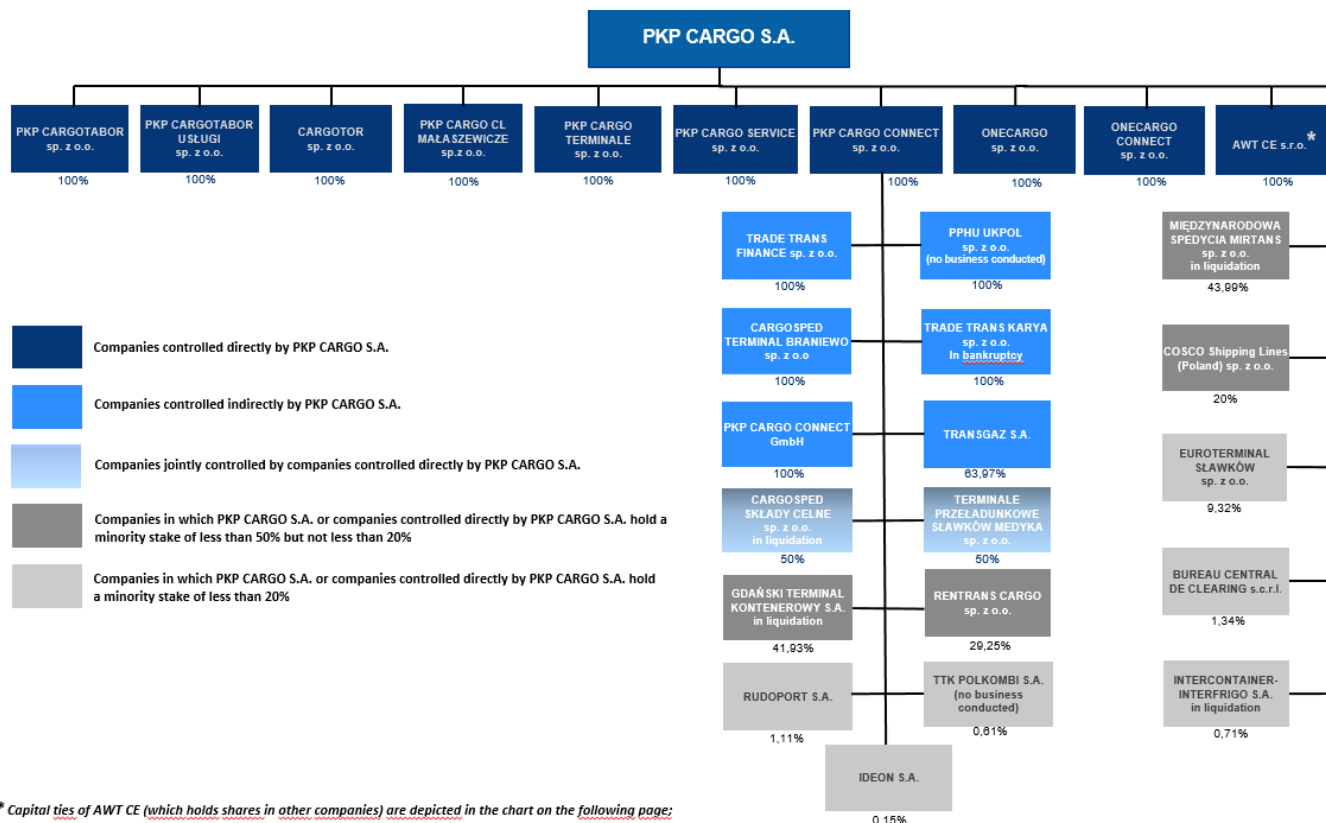 PKP CARGO S.A.
PKP CARGOTABOR
sp. z o.o.
100%
PKP CARGOTABOR
USŁUGI
sp. z o.o.
100%
CARGOTOR
sp. z o.o.
100%
PKP CARGO CL
MAŁASZEWICZE
sp.z o.o.
100%
PKP CARGO
TERMINALE
sp. z o.o.
100%
PKP CARGO SERVICE
sp. z o.o.
100%
PKP CARGO CONNECT
sp. z o.o.
100%
ONECARGO
sp. z o.o.
100%
ONECARGO
CONNECT
sp. z o.o.
100%
AWT CE s.r.o.*
100%
TRADE TRANS
FINANCE sp. z o.o.
100%
PPHU UKPOL
sp. z o.o.
(no business conducted)
100%
MIĘDZYNARODOWA
SPEDYCIA MIRTANS
sp. z o.o.
in liquidation
43,99%
Companies controlled directly by PKP CARGO S.A.
Companies controlled indirectly by PKP CARGO S.A.
Companies jointly controlled by companies controlled directly by PKP CARGO S.A.
Companies in which PKP CARGO S.A. or companies controlled directly by PKP CARGO S.A. hold a
minority stake of less than 50% but not less than 20%
Companies in which PKP CARGO S.A. or companies controlled directly by PKP CARGO S.A. hold
a minority stake of less than 20%
CARGOSPED
TERMINAL BRANIEWO
sp. z o.o
100%
TRADE TRANS KARYA
sp. z o.o.
In bankruptcy
100%
COSCO Shipping Lines
(Poland) sp. z o.o.
20%
PKP CARGO CONNECT
GmbH
100%
TRANSGAZ S.A.
63,97%
EUROTERMINAL
SŁAWKÓW
sp. z o.o.
9,32%
CARGOSPED
SKŁADY CELNE
sp. z o.o.
in liquidation
50%
TERMINALE
PRZEŁADUNKOWE
SŁAWKÓW MEDYKA
sp. z o.o.
50%
BUREAU CENTRAL
DE CLEARING s.c.r.l.
1,34%
GDAŃSKI TERMINAL
KONTENEROWY S.A.
in liquidation
41,93%
RENTRANS CARGO
sp. z o.o.
29,25%
INTERCONTAINER-
INTERFRIGO S.A.
in liquidation
0,71%
RUDOPORT S.A.
1,11%
TTK POLKOMBI S.A.
(no business
conducted)
0,61%
IDEON S.A.
0,15%
* Capital ties of AWT CE (which holds shares in other companies) are depicted in the chart on the following page;